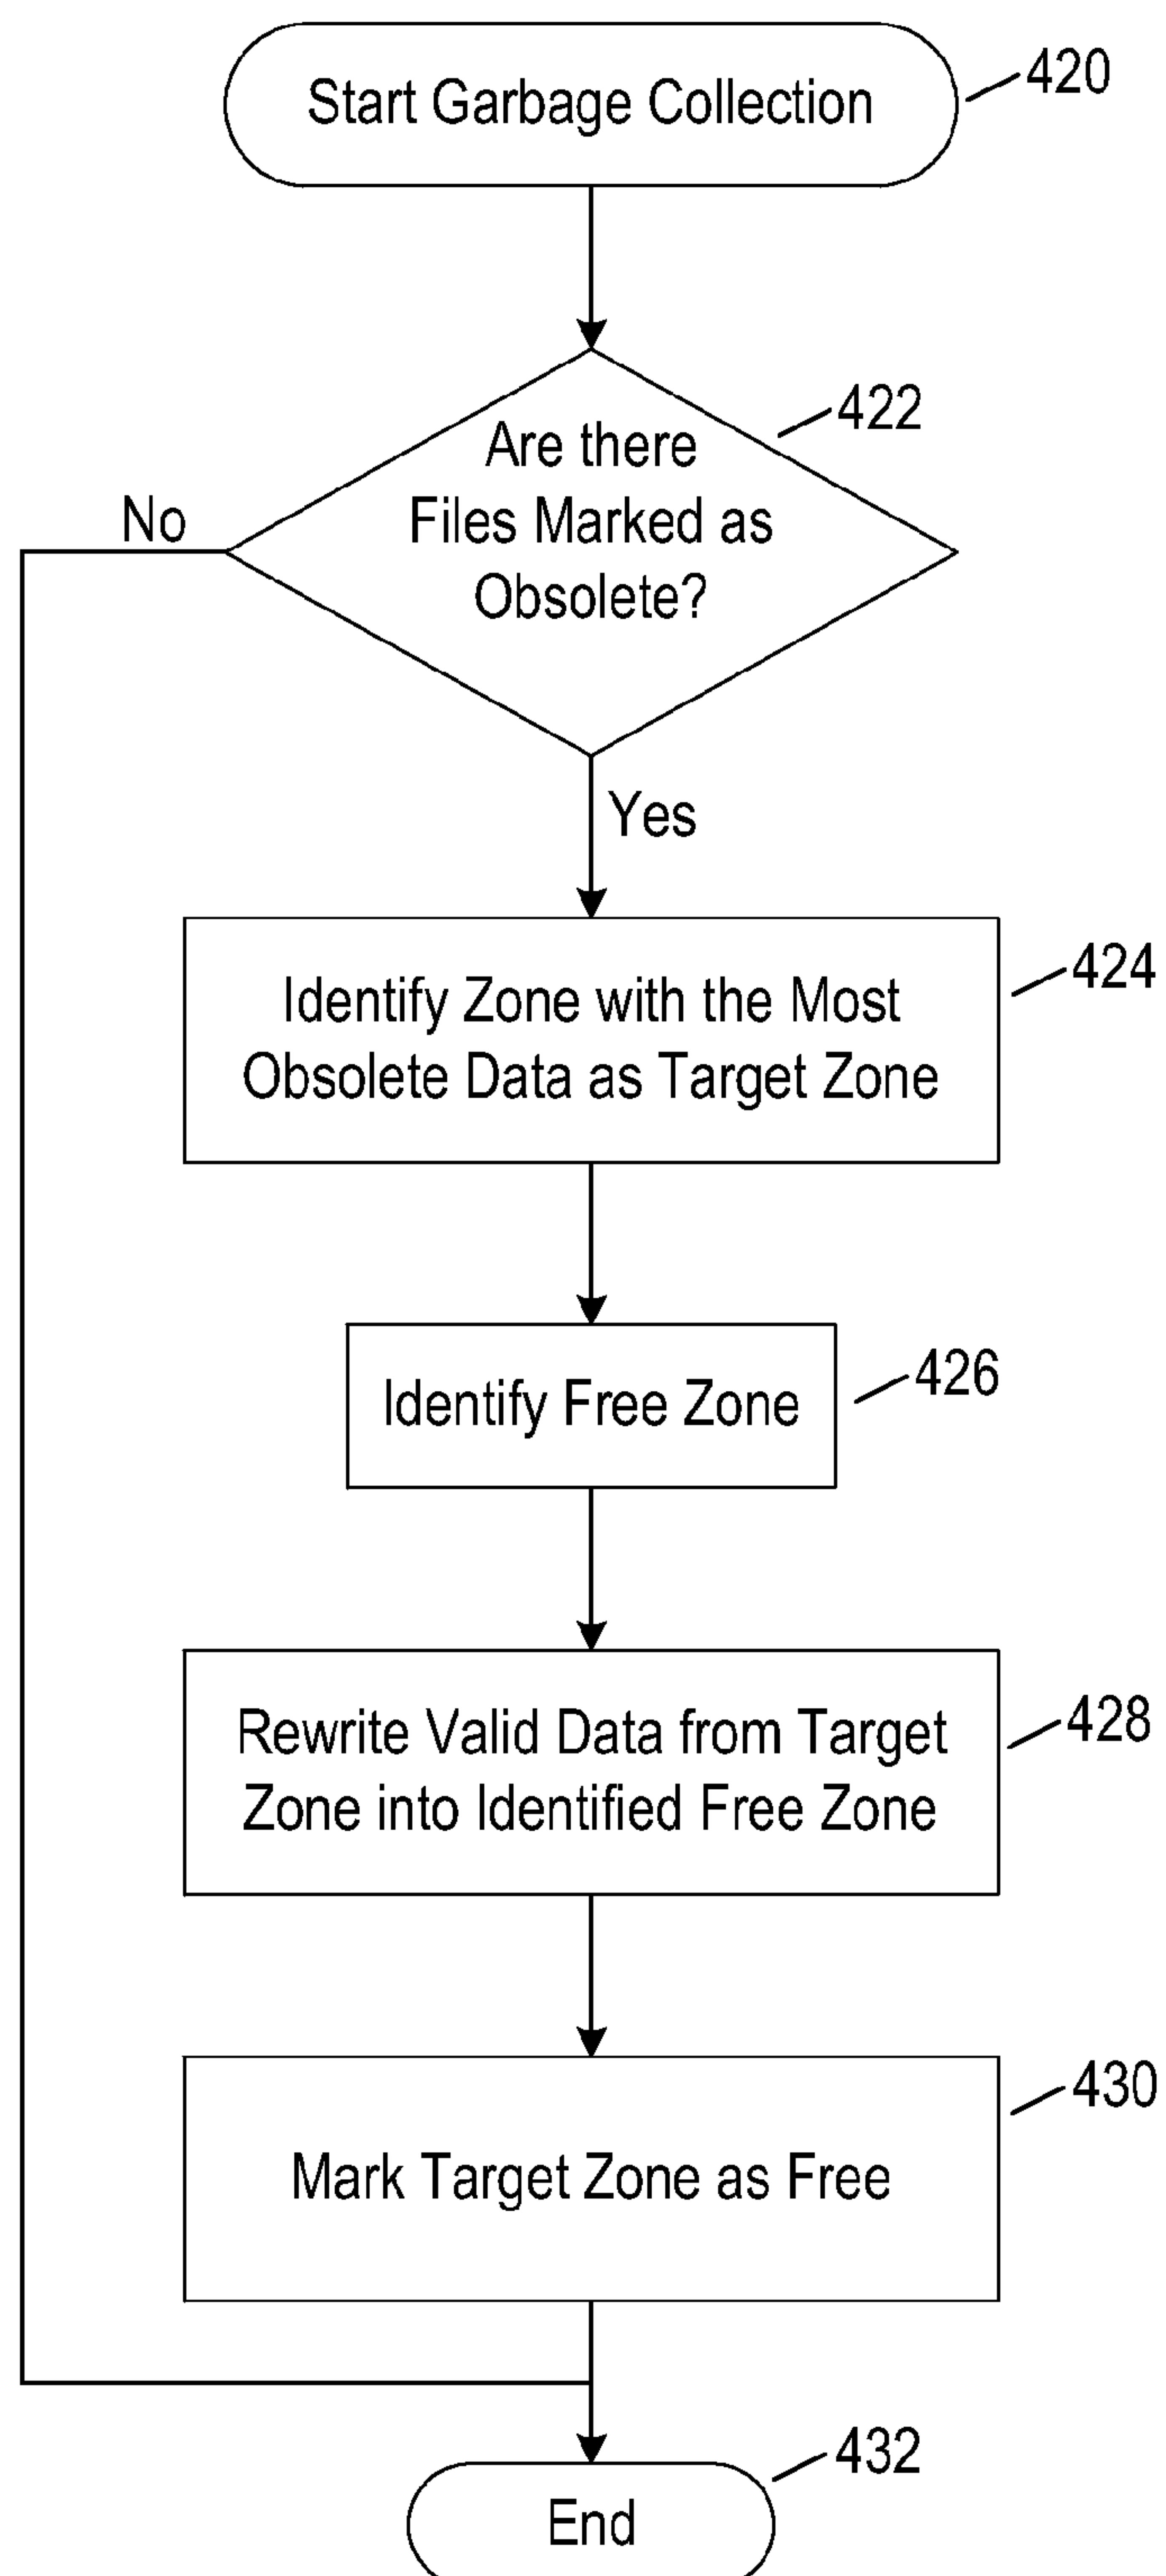 Start Garbage Collection
420
Are there
Files Marked as
Obsolete?
422
No
Yes
Identify Zone with the Most
Obsolete Data as Target Zone
424
Identify Free Zone
426
Rewrite Valid Data from Target
Zone into Identified Free Zone
428
Mark Target Zone as Free
430
End
432